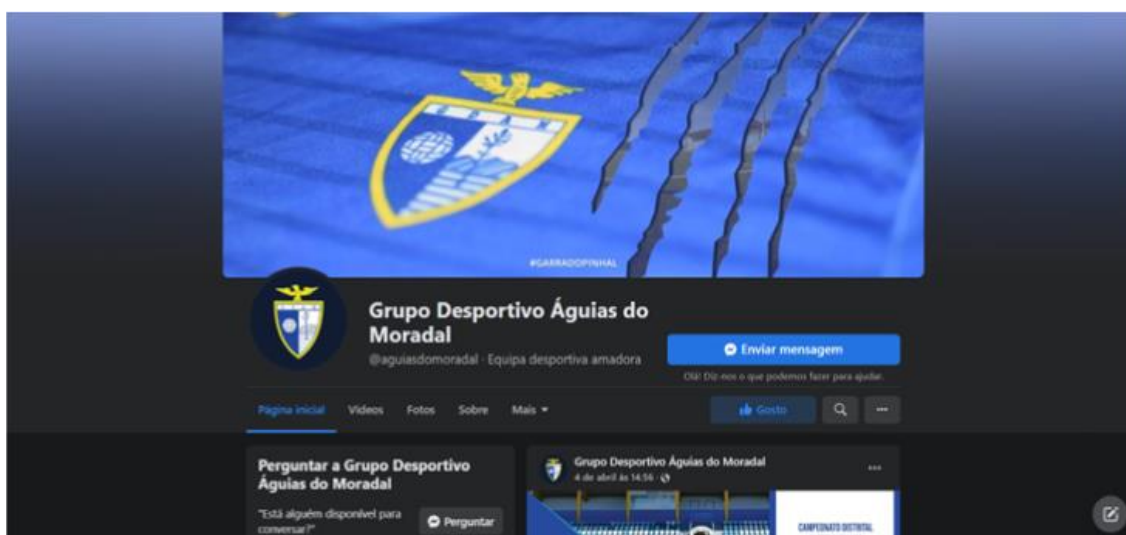 G D A M
#GARRADOPINHAL
Grupo Desportivo Águias do
Moradal
@aguiasdomoradal · Equipa desportiva amadora
Enviar mensagem
Olá! Diz-nos o que podemos fazer para ajudar.
Página inicial Vídeos Fotos Sobre Mais
Gosto
Perguntar a Grupo Desportivo
Águias do Moradal
"Está alguém disponível para
conversar?"
Perguntar
Grupo Desportivo Águias do Moradal
4 de abril às 14:56
CAMPEONATO DISTRITAL